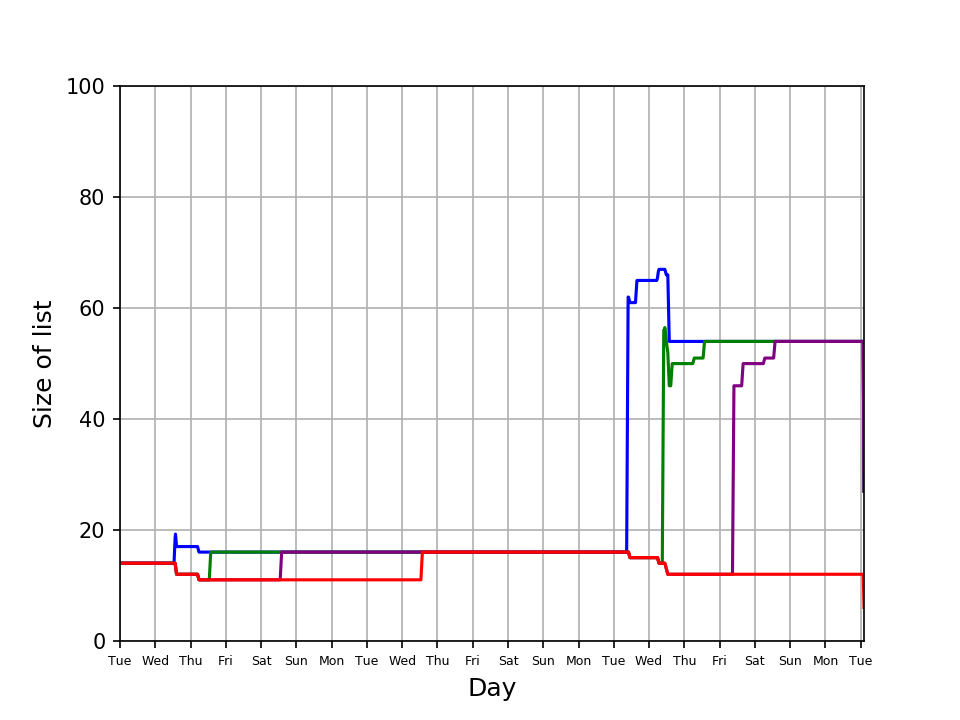 100
80
60
40
20
0
Size of list
Tue Wed Thu Fri Sat Sun Mon Tue Wed Thu Fri Sat Sun Mon Tue Wed Thu Fri Sat Sun Mon Tue
Day